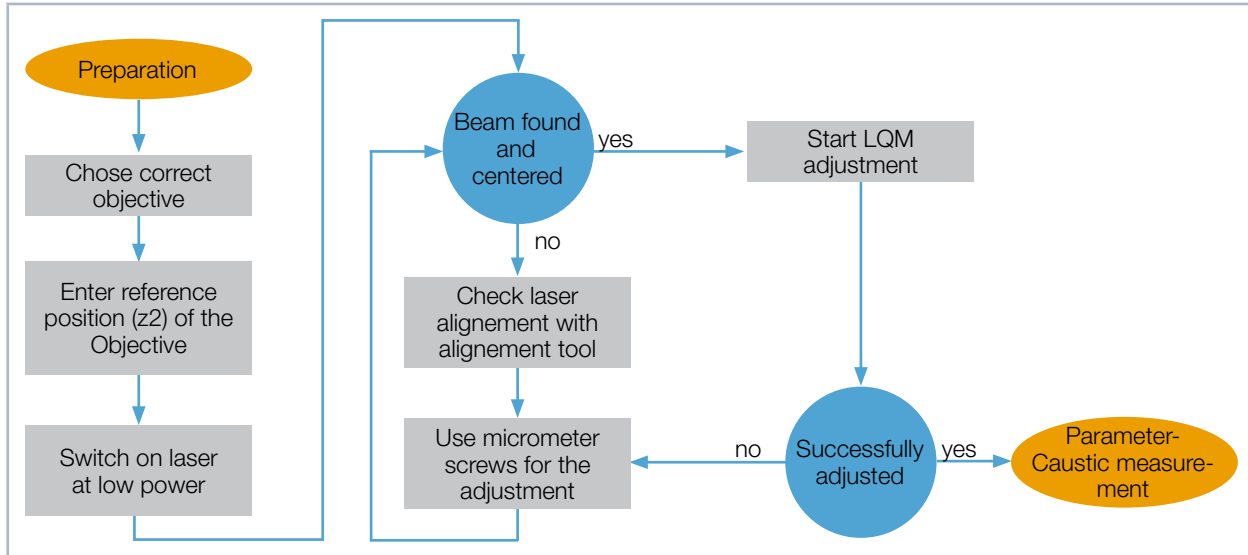 Preparation
Chose correct
objective
Enter reference
position (z2) of the
Objective
Switch on laser
at low power
Beam found
and
centered
yes
no
Start LQM
adjustment
Check laser
alignement with
alignement tool
Use micrometer
screws for the
adjustment
Successfully
adjusted
no
yes
Parameter-
Caustic measure-
ment